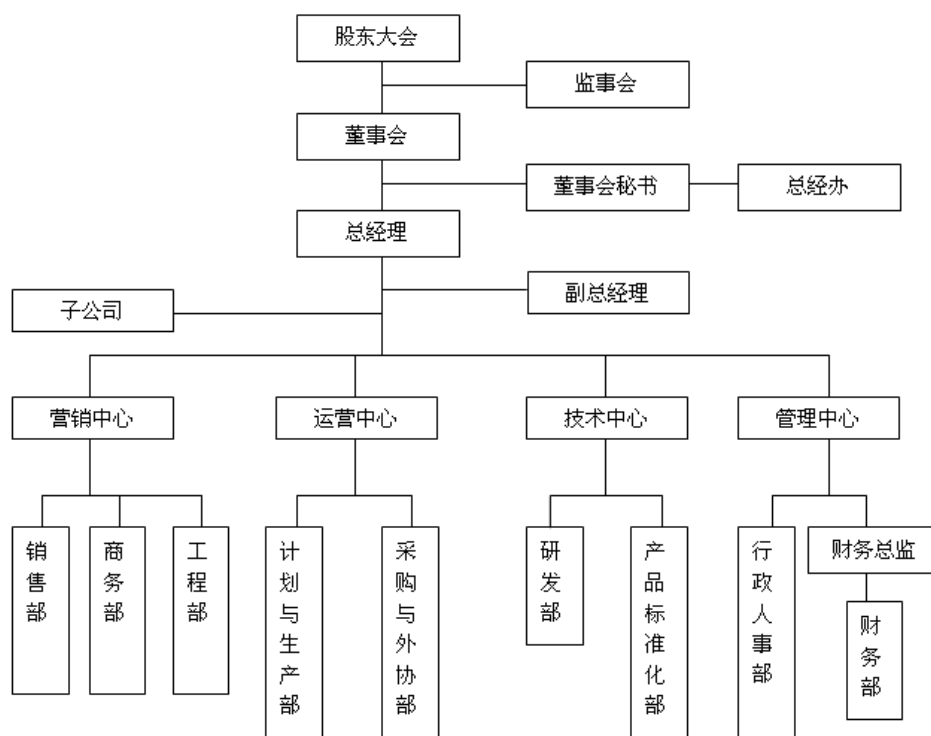 股东大会
监事会
董事会
董事会秘书
总经办
总经理
副总经理
子公司
营销中心
运营中心
技术中心
管理中心
销售部
商务部
工程部
计划与生产部
采购与外协部
研发部
产品标准化部
行政人事部
财务总监
财务部